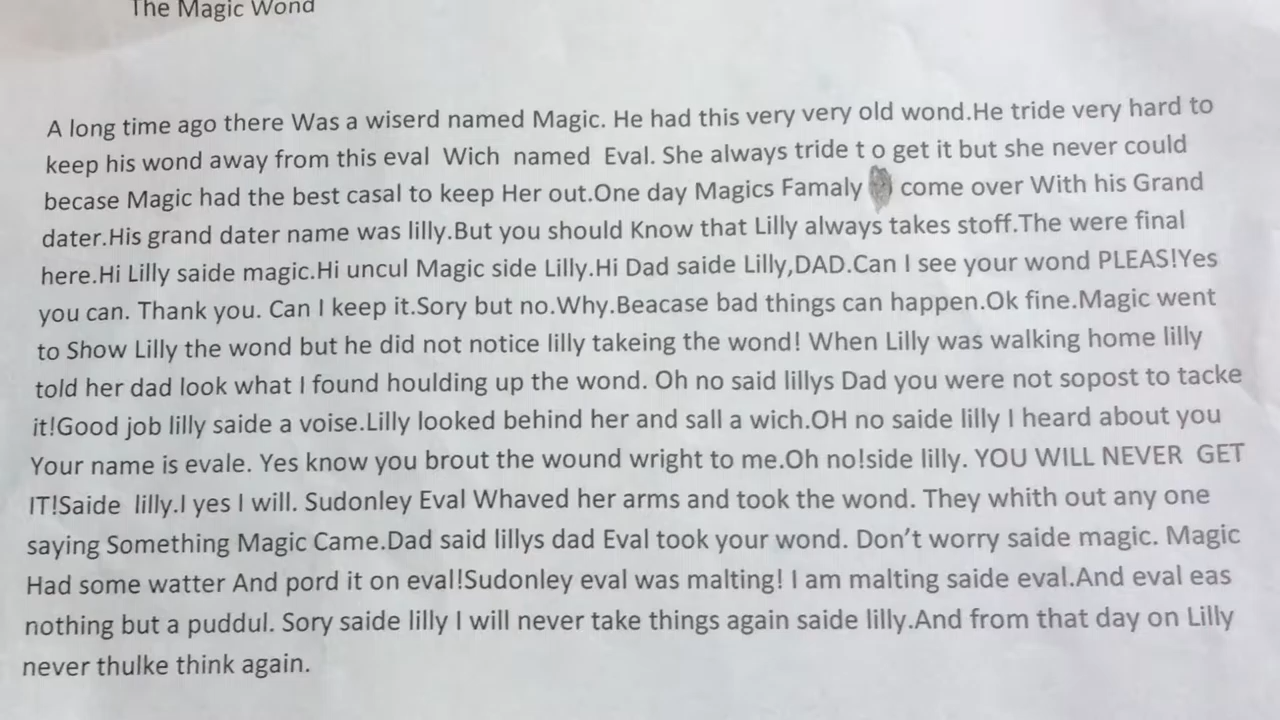 The Magic Wond
A long time ago there Was a wiserd named Magic. He had this very very old wond.He tride very hard to
keep his wond away from this eval Wich named Eval. She always tride t o get it but she never could
becase Magic had the best casal to keep Her out.One day Magics Famaly come over With his Grand
dater.His grand dater name was lilly.But you should Know that Lilly always takes stoff.The were final
here.Hi Lilly saide magic.Hi uncul Magic side Lilly.Hi Dad saide Lilly,DAD.Can I see your wond PLEAS!Yes
you can. Thank you. Can I keep it.Sory but no.Why.Beacase bad things can happen.Ok fine.Magic went
to Show Lilly the wond but he did not notice lilly takeing the wond! When Lilly was walking home lilly
told her dad look what I found houlding up the wond. Oh no said lillys Dad you were not sopost to tacke
it!Good job lilly saide a voise.Lilly looked behind her and sall a wich.OH no saide lilly I heard about you
Your name is evale. Yes know you brout the wound wright to me.Oh no!side lilly. YOU WILL NEVER GET
IT!Saide lilly.I yes I will. Sudonley Eval Whaved her arms and took the wond. They whith out any one
saying Something Magic Came.Dad said lillys dad Eval took your wond. Don’t worry saide magic. Magic
Had some watter And pord it on eval!Sudonley eval was malting! I am malting saide eval.And eval eas
nothing but a puddul. Sory saide lilly I will never take things again saide lilly.And from that day on Lilly
never thulke think again.